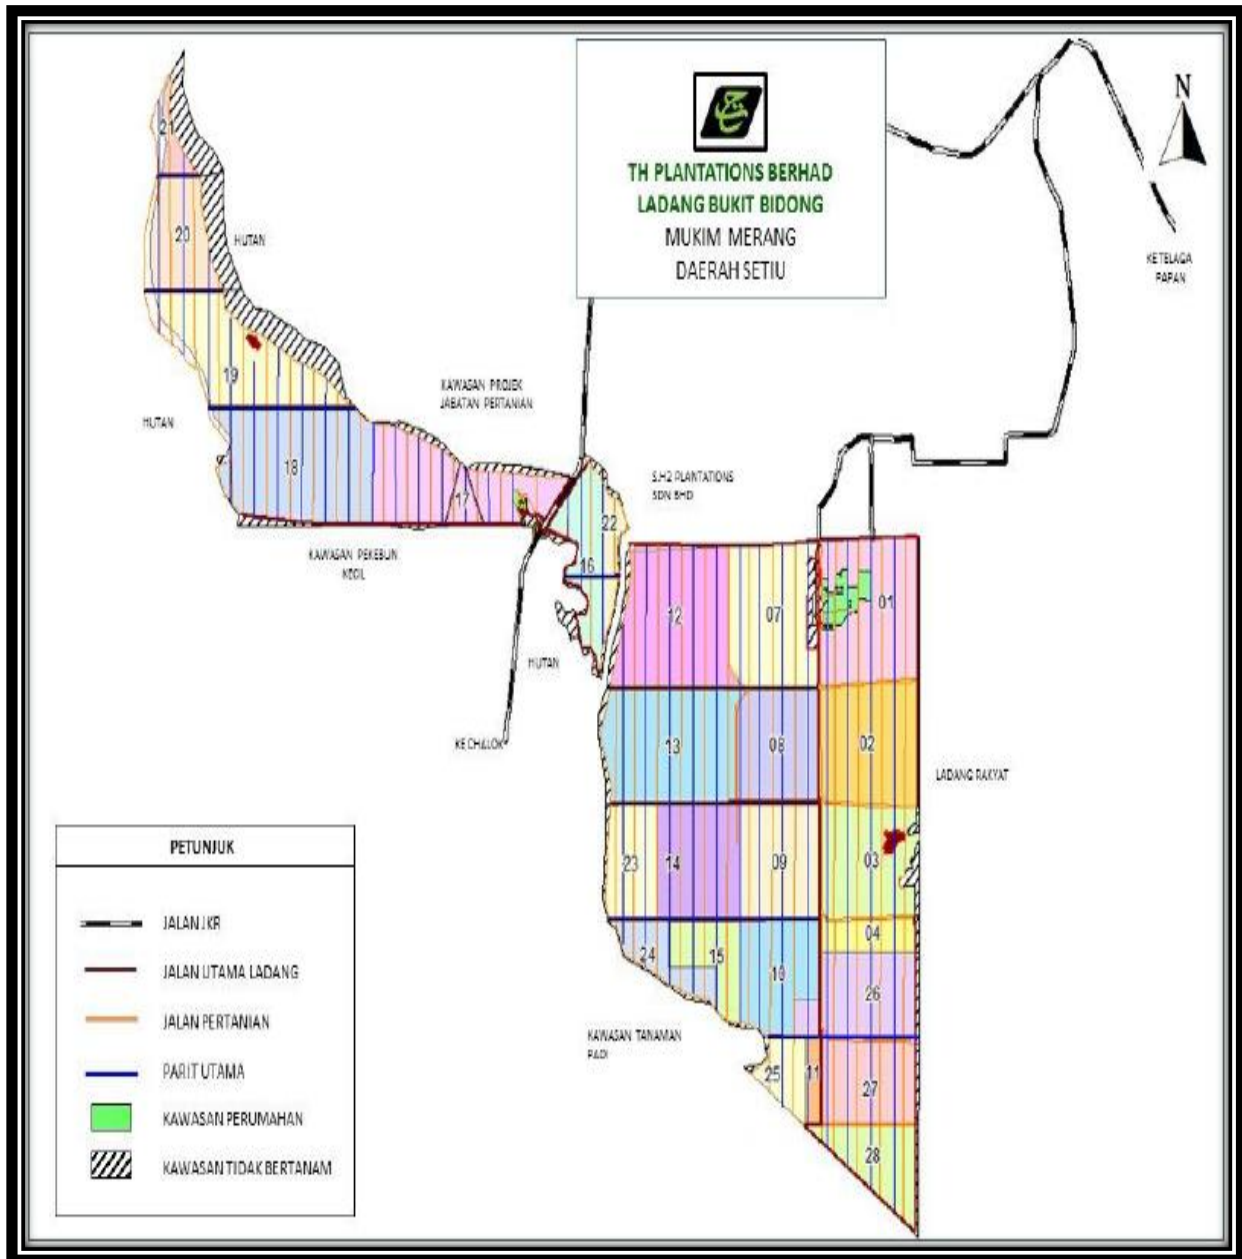 TH PLANTATIONS BERHAD
LADANG BUKIT BIDONG
MUKIM MERANG
DAERAH SETIU
N
KE TELAGA
PAPAN
21
20
HUTAN
19
HUTAN
18
KAWASAN PROJEK
JABATAN PERTANIAN
17
KAWASAN PEKEBUN
KECIL
S.H2 PLANTATIONS
SDN BHD
22
16
HUTAN
KE CHALOK
12
07
01
13
08
02
LADANG RAKYAT
23
14
09
03
04
24
15
10
26
KAWASAN TANAMAN
PADI
25
11
27
28
PETUNJUK
JALAN JKR
JALAN UTAMA LADANG
JALAN PERTANIAN
PARIT UTAMA
KAWASAN PERUMAHAN
KAWASAN TIDAK BERTANAM